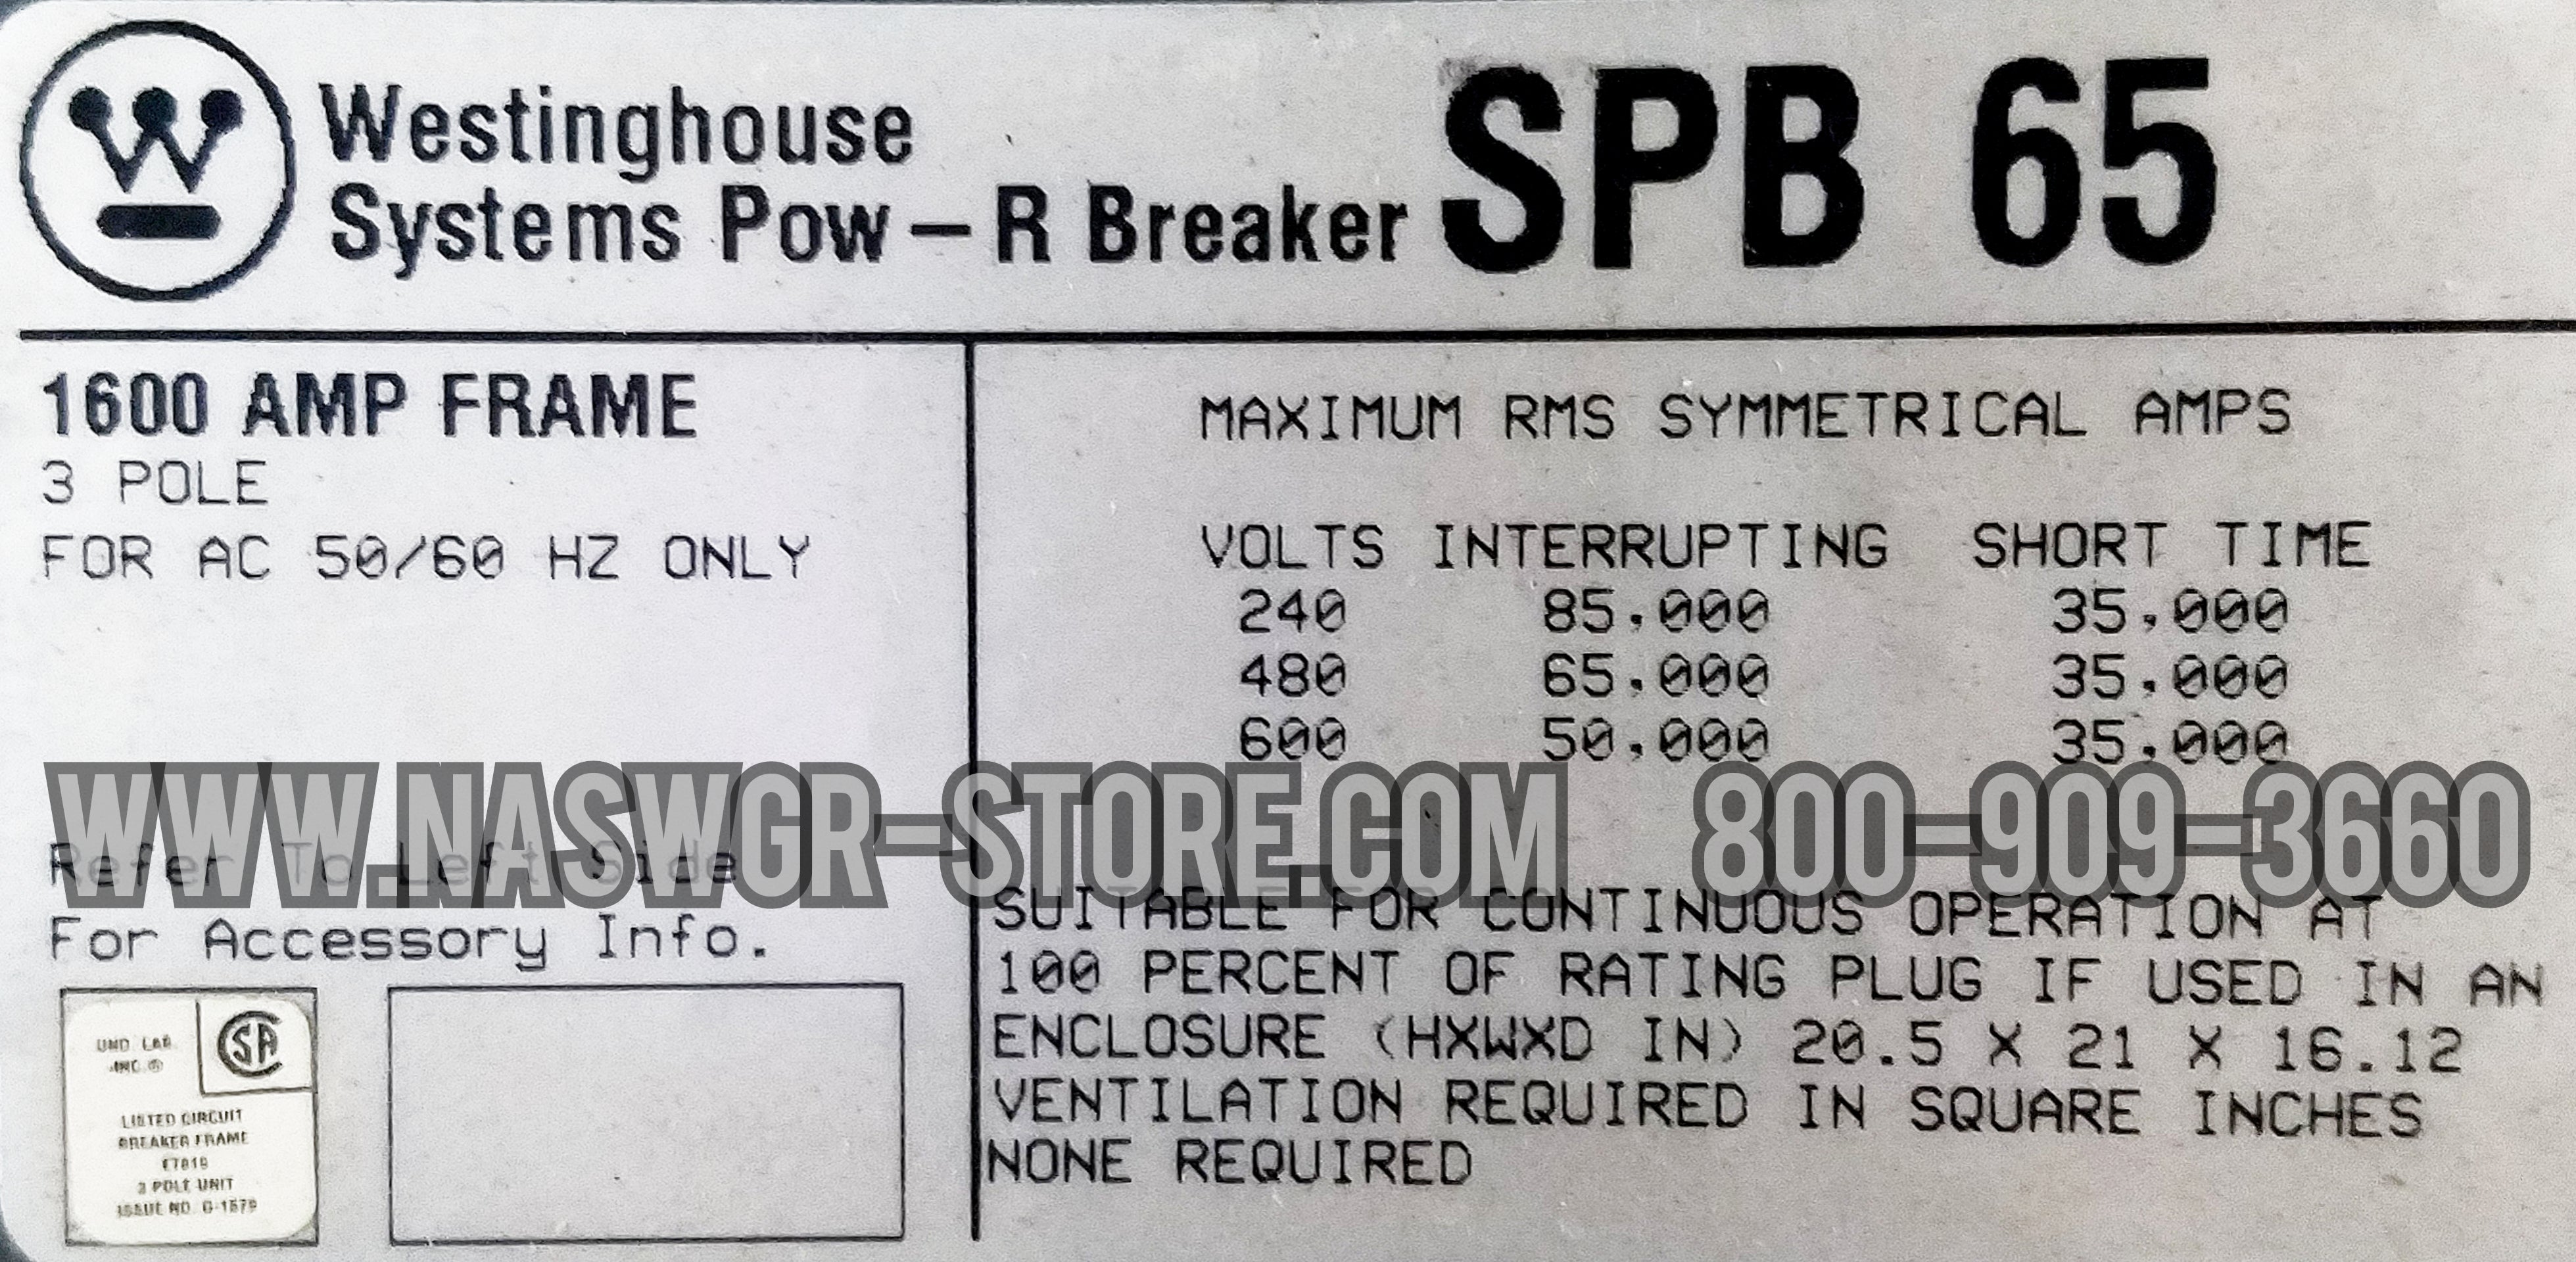 Westinghouse
Systems Pow-R Breaker SPB 65
1600 AMP FRAME
3 POLE
FOR AC 50/60 HZ ONLY
Refer To Left Side
For Accessory Info.
UND. LAB.
INC.®
CSA
LISTED CIRCUIT
BREAKER FRAME
3 POLE UNIT
MAXIMUM RMS SYMMETRICAL AMPS
VOLTS INTERRUPTING SHORT TIME
240 85,000 35,000
480 65,000 35,000
600 50,000 35,000
SUITABLE FOR CONTINUOUS OPERATION AT
100 PERCENT OF RATING PLUG IF USED IN AN
ENCLOSURE (HXWXD IN) 20.5 X 21 X 16.12
VENTILATION REQUIRED IN SQUARE INCHES
NONE REQUIRED
WWW.NASWGR-STORE.COM 800-909-3660